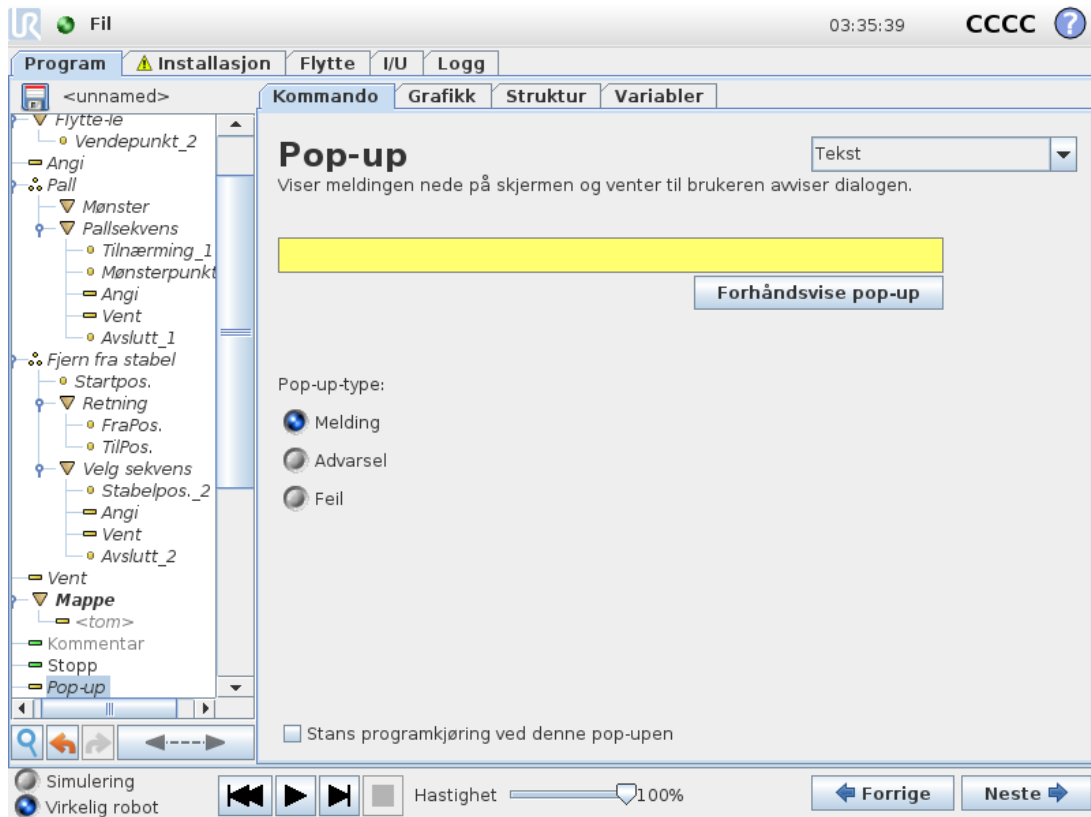 UR Fil 03:35:39 CCCC ?
Program Installasjon Flytte I/U Logg
<unnamed>
Kommando Grafikk Struktur Variabler
Flytte-le
Vendepunkt_2
Angi
Pall
Mønster
Pallsekvens
Tilnærming_1
Mønsterpunkt
Angi
Vent
Avslutt_1
Fjern fra stabel
Startpos.
Retning
FraPos.
TilPos.
Velg sekvens
Stabelpos._2
Angi
Vent
Avslutt_2
Vent
Mappe
<tom>
Kommentar
Stopp
Pop-up
Pop-up
Tekst
Viser meldingen nede på skjermen og venter til brukeren avviser dialogen.
Forhåndsvise pop-up
Pop-up-type:
Melding
Advarsel
Feil
Stans programkjøring ved denne pop-upen
Simulering
Virkelig robot
Hastighet 100%
Forrige
Neste